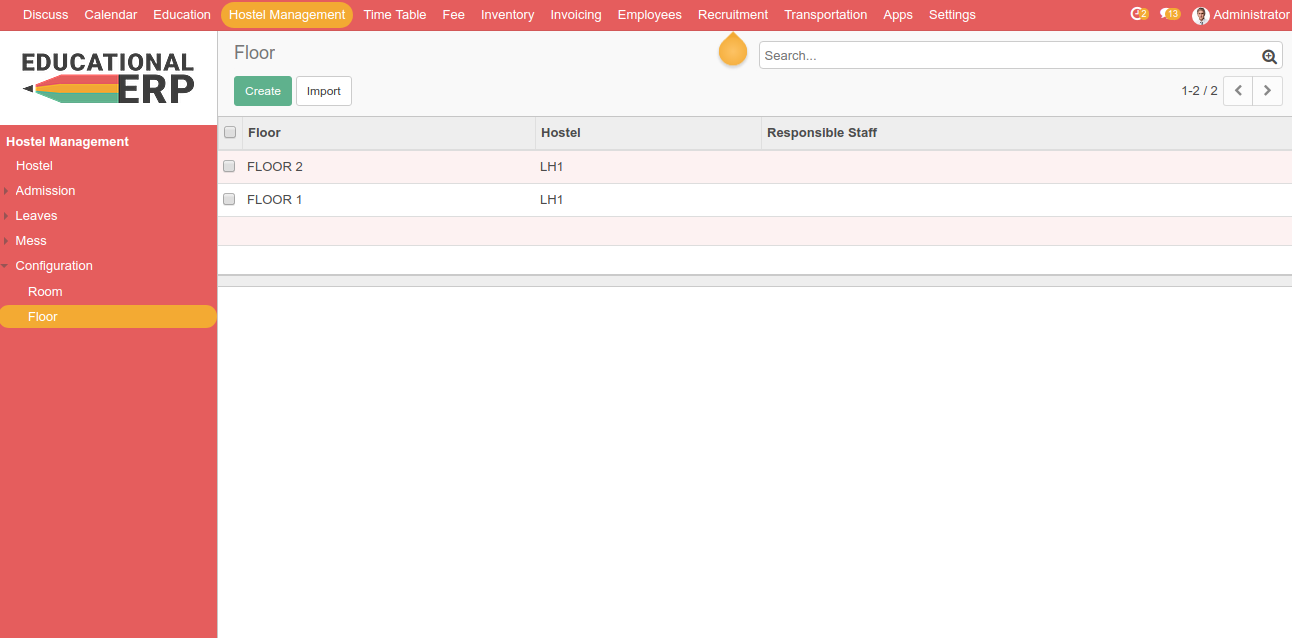 Discuss Calendar Education Hostel Management Time Table Fee Inventory Invoicing Employees Recruitment Transportation Apps Settings 2 13 Administrator
EDUCATIONAL
ERP
Hostel Management
Hostel
Admission
Leaves
Mess
Configuration
Room
Floor
Floor
Search...
Create Import
1-2 / 2
Floor Hostel Responsible Staff
FLOOR 2 LH1
FLOOR 1 LH1